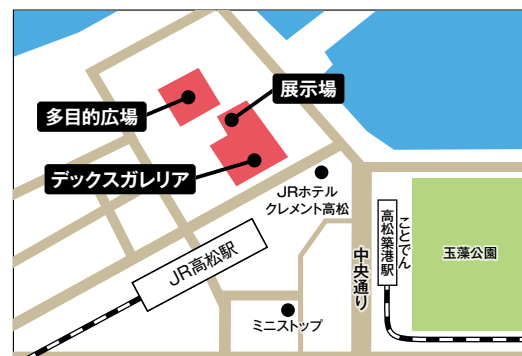 展示場
多目的広場
デックスガレリア
JRホテル
クレメント高松
JR高松駅
ことでん
高松築港駅
中央通り
玉藻公園
ミニストップ